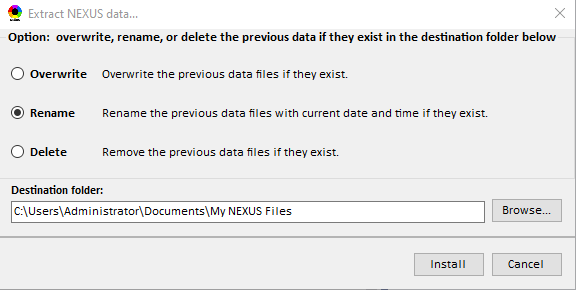 Extract NEXUS data...
Option: overwrite, rename, or delete the previous data if they exist in the destination folder below
Overwrite Overwrite the previous data files if they exist.
Rename Rename the previous data files with current date and time if they exist.
Delete Remove the previous data files if they exist.
Destination folder:
C:\Users\Administrator\Documents\My NEXUS Files Browse...
Install Cancel